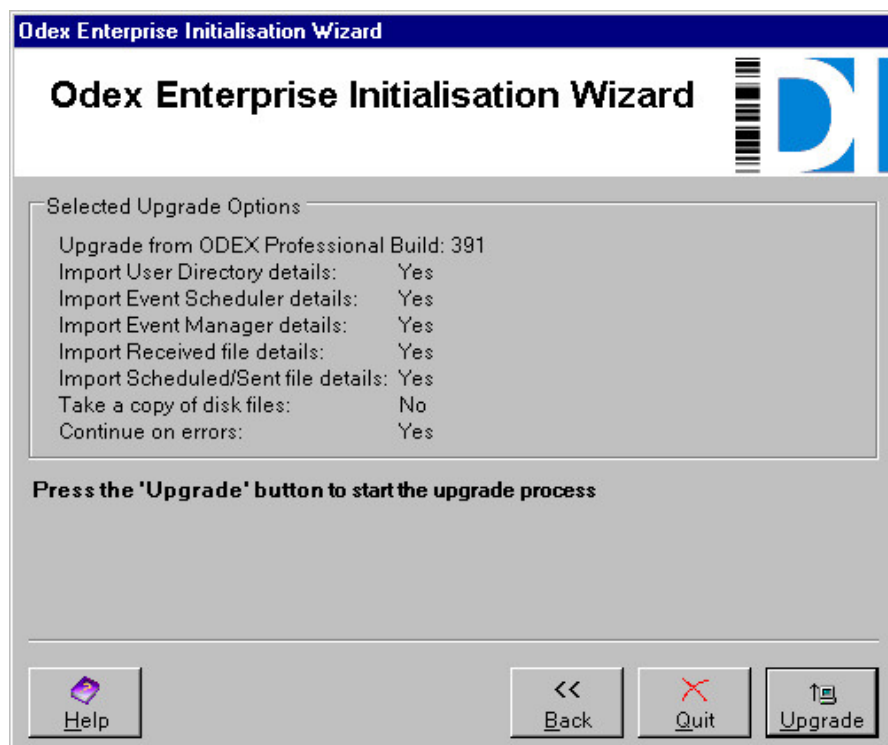 Odex Enterprise Initialisation Wizard
Odex Enterprise Initialisation Wizard
D
Selected Upgrade Options
Upgrade from ODEX Professional Build: 391
Import User Directory details: Yes
Import Event Scheduler details: Yes
Import Event Manager details: Yes
Import Received file details: Yes
Import Scheduled/Sent file details: Yes
Take a copy of disk files: No
Continue on errors: Yes
Press the 'Upgrade' button to start the upgrade process
Help
<< Back
Quit
Upgrade